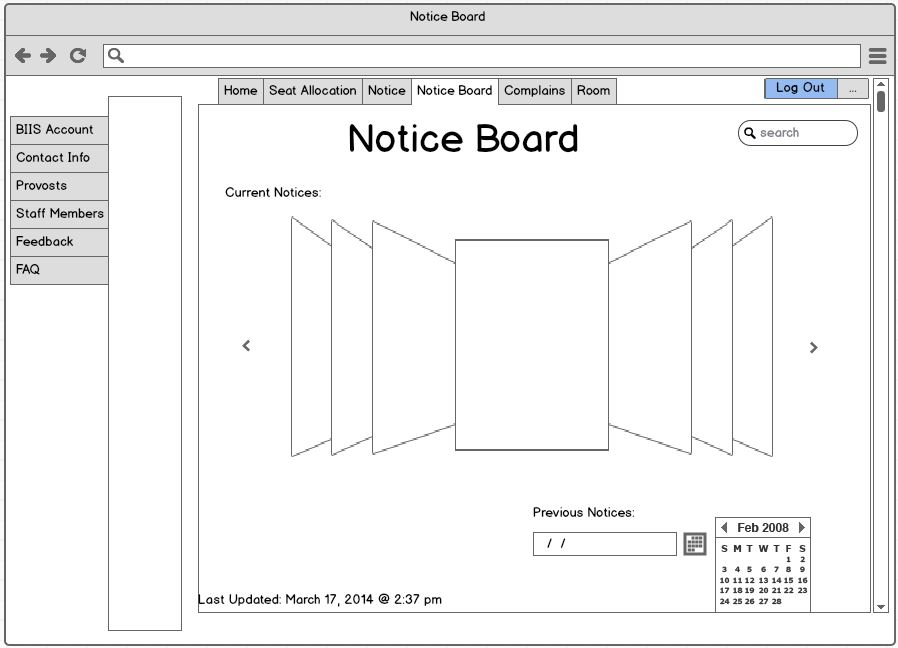 Notice Board
Home Seat Allocation Notice Notice Board Complains Room
Log Out ...
BIIS Account
Contact Info
Provosts
Staff Members
Feedback
FAQ
Notice Board
search
Current Notices:
Previous Notices:
/ /
Feb 2008
S M T W T F S
1 2
3 4 5 6 7 8 9
10 11 12 13 14 15 16
17 18 19 20 21 22 23
24 25 26 27 28
Last Updated: March 17, 2014 @ 2:37 pm